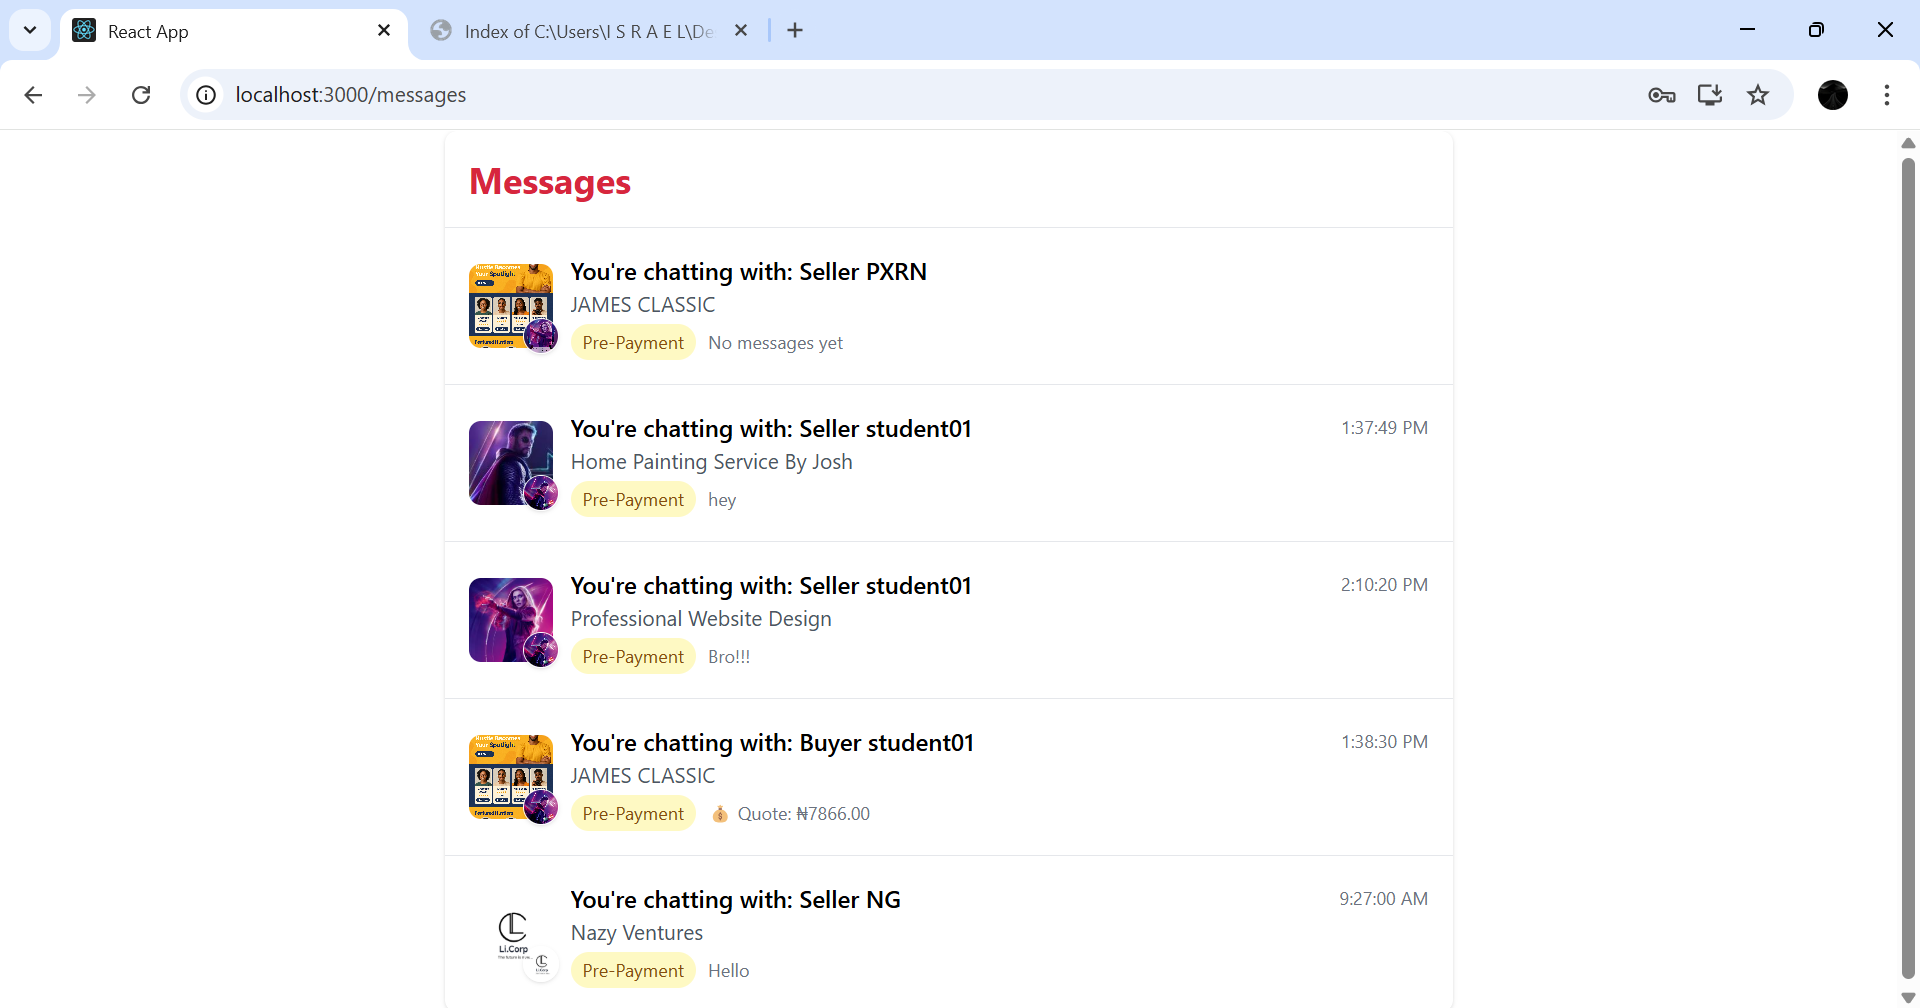 React App
Index of C:\Users\I S R A E L\De
localhost:3000/messages
Messages
You're chatting with: Seller PXRN
JAMES CLASSIC
Pre-Payment No messages yet
You're chatting with: Seller student01 1:37:49 PM
Home Painting Service By Josh
Pre-Payment hey
You're chatting with: Seller student01 2:10:20 PM
Professional Website Design
Pre-Payment Bro!!!
Your Spotlight
You're chatting with: Buyer student01 1:38:30 PM
JAMES CLASSIC
Pre-Payment 💰 Quote: ₦7866.00
You're chatting with: Seller NG 9:27:00 AM
Nazy Ventures
Li.Corp
Pre-Payment Hello